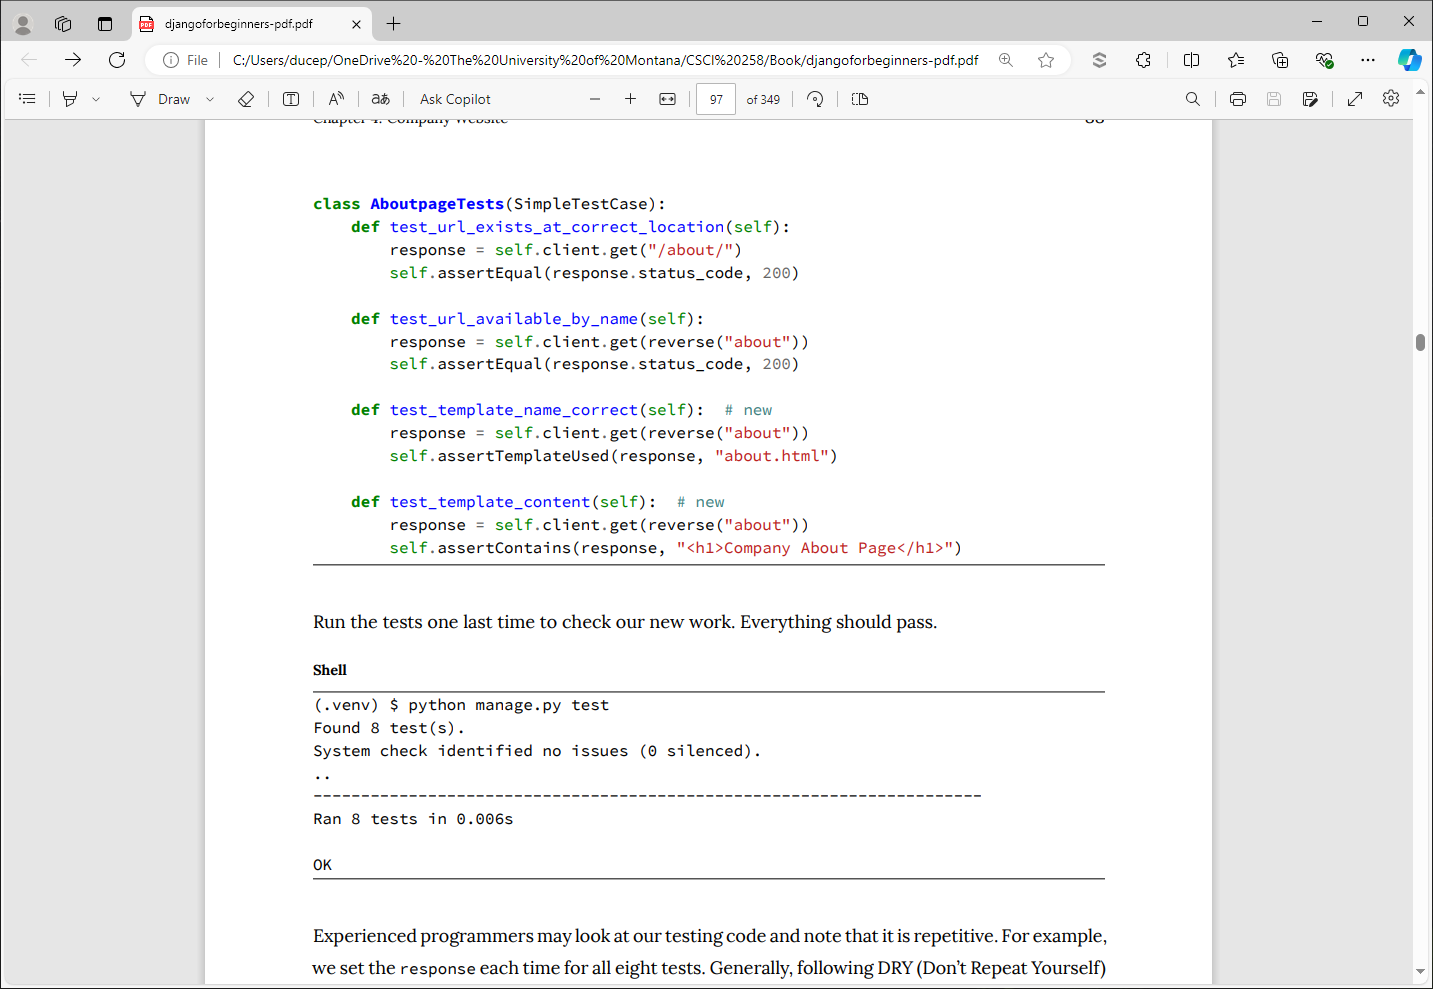 djangoforbeginners-pdf.pdf
File
C:/Users/ducep/OneDrive%20-%20The%20University%20of%20Montana/CSCI%20258/Book/djangoforbeginners-pdf.pdf
Draw
Ask Copilot
97 of 349
Chapter 4: Company Website
class AboutpageTests(SimpleTestCase):
    def test_url_exists_at_correct_location(self):
        response = self.client.get("/about/")
        self.assertEqual(response.status_code, 200)
    def test_url_available_by_name(self):
        response = self.client.get(reverse("about"))
        self.assertEqual(response.status_code, 200)
    def test_template_name_correct(self):  # new
        response = self.client.get(reverse("about"))
        self.assertTemplateUsed(response, "about.html")
    def test_template_content(self):  # new
        response = self.client.get(reverse("about"))
        self.assertContains(response, "<h1>Company About Page</h1>")
Run the tests one last time to check our new work. Everything should pass.
Shell
(.venv) $ python manage.py test
Found 8 test(s).
System check identified no issues (0 silenced).
..
----------------------------------------------------------------------
Ran 8 tests in 0.006s
OK
Experienced programmers may look at our testing code and note that it is repetitive. For example,
we set the response each time for all eight tests. Generally, following DRY (Don’t Repeat Yourself)